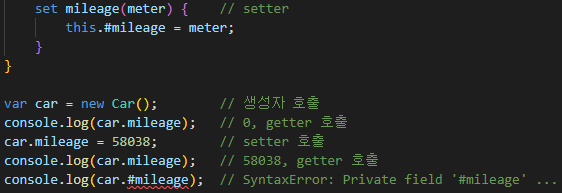 set mileage(meter) {    // setter
this.#mileage = meter;
}
}
var car = new Car();        // 생성자 호출
console.log(car.mileage);   // 0, getter 호출
car.mileage = 58038;        // setter 호출
console.log(car.mileage);   // 58038, getter 호출
console.log(car.#mileage);  // SyntaxError: Private field '#mileage' ...